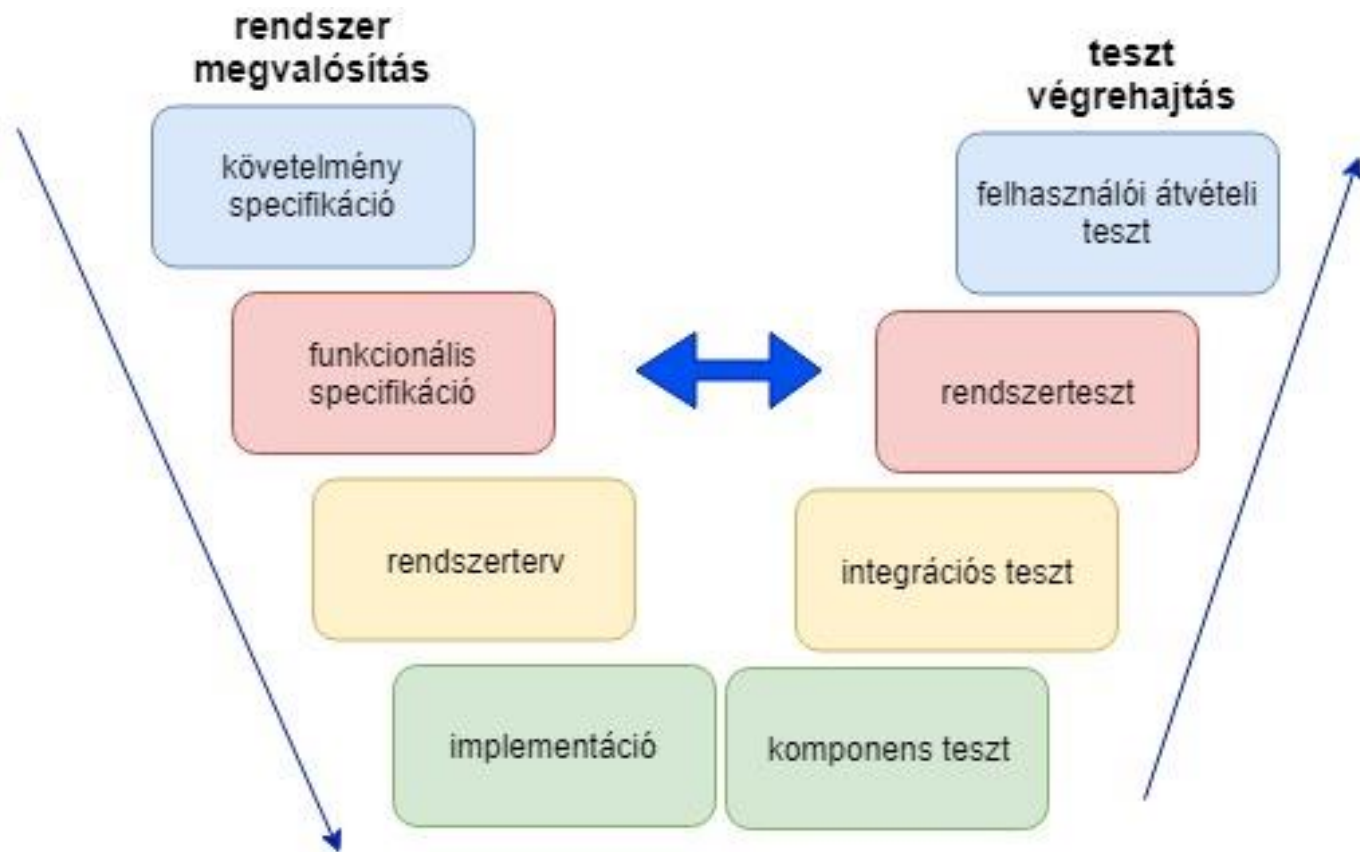 rendszer
megvalósítás
követelmény
specifikáció
funkcionális
specifikáció
rendszerterv
implementáció
teszt
végrehajtás
felhasználói átvételi
teszt
rendszerteszt
integrációs teszt
komponens teszt